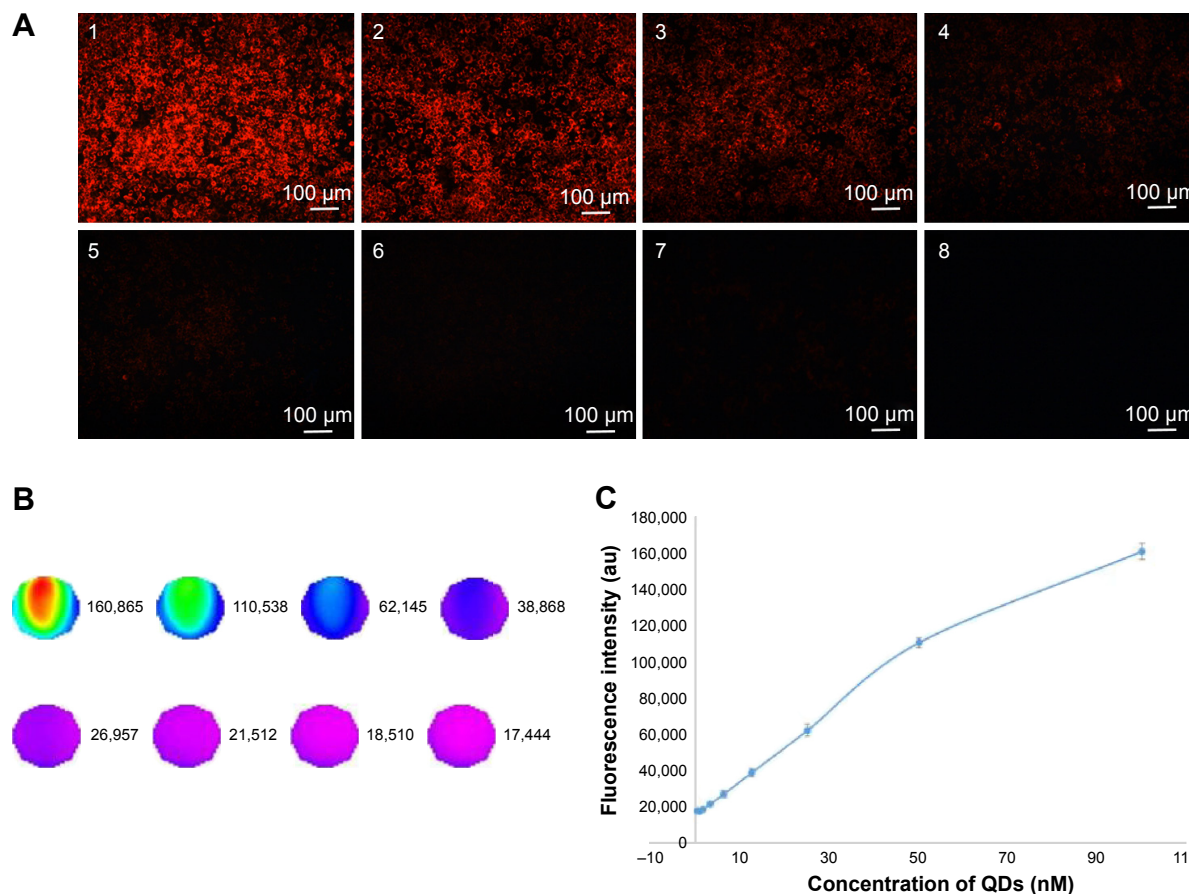 A
1 2 3 4
100 µm 100 µm 100 µm 100 µm
5 6 7 8
100 µm 100 µm 100 µm 100 µm
B
160,865 110,538 62,145 38,868
26,957 21,512 18,510 17,444
C
Fluorescence intensity (au)
180,000
160,000
140,000
120,000
100,000
80,000
60,000
40,000
20,000
0
–10 10 30 50 70 90 11
Concentration of QDs (nM)